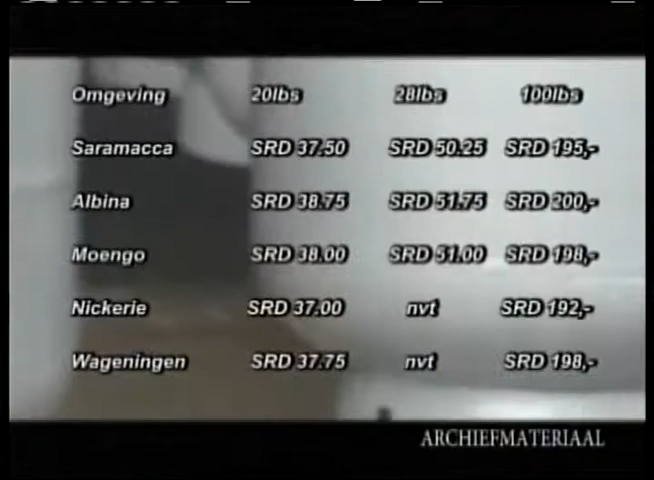 Omgeving 20lbs 28lbs 100lbs
Saramacca SRD 37.50 SRD 50.25 SRD 195,-
Albina SRD 38.75 SRD 51.75 SRD 200,-
Moengo SRD 38.00 SRD 51.00 SRD 198,-
Nickerie SRD 37.00 nvt SRD 192,-
Wageningen SRD 37.75 nvt SRD 198,-
ARCHIEFMATERIAAL